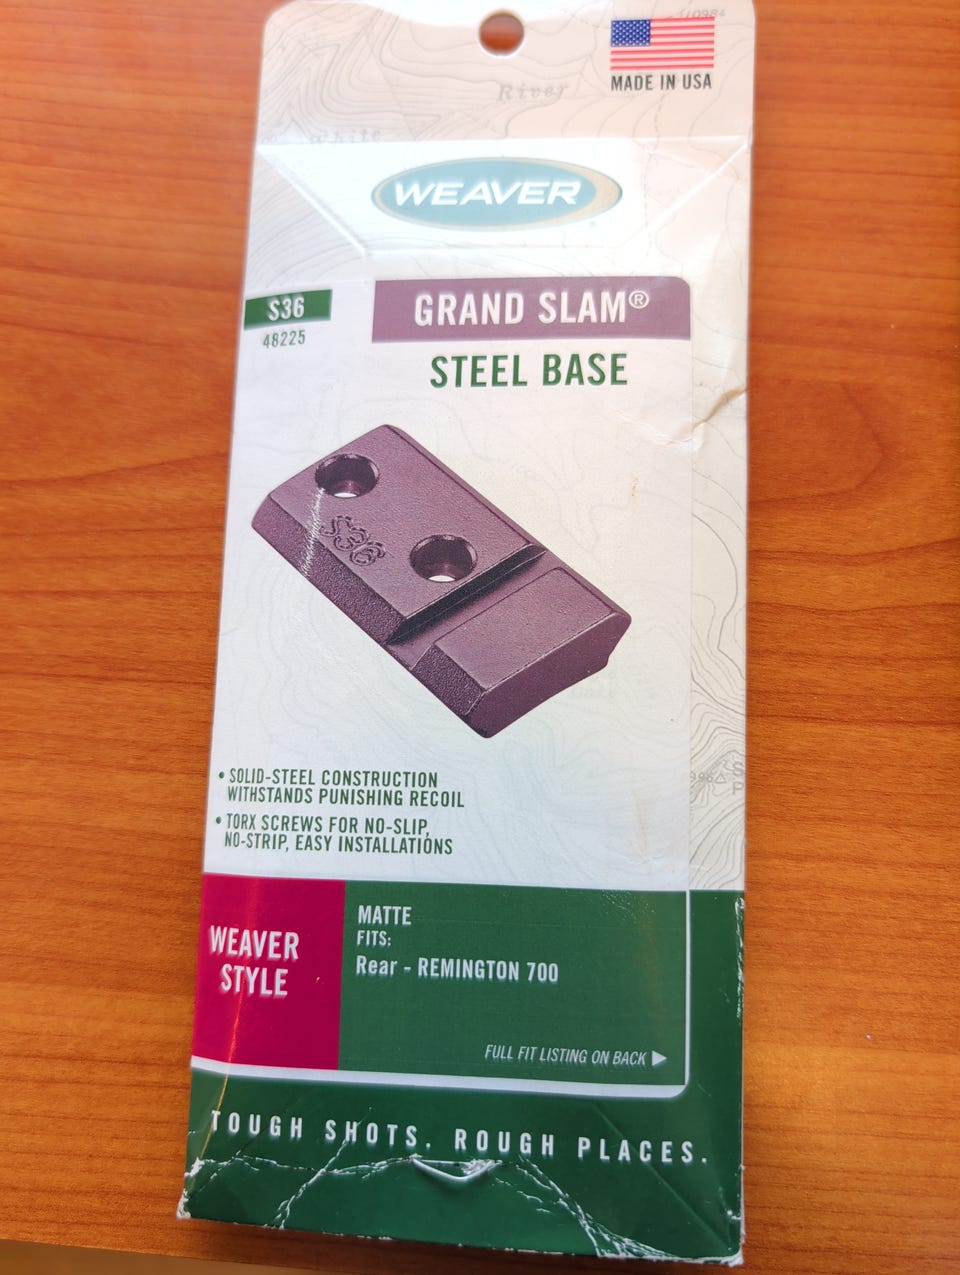 10984
MADE IN USA
River
White
WEAVER
S36
48225
GRAND SLAM®
STEEL BASE
S36
• SOLID-STEEL CONSTRUCTION
WITHSTANDS PUNISHING RECOIL
• TORX SCREWS FOR NO-SLIP,
NO-STRIP, EASY INSTALLATIONS
WEAVER
STYLE
MATTE
FITS:
Rear - REMINGTON 700
FULL FIT LISTING ON BACK ▶
TOUGH SHOTS. ROUGH PLACES.